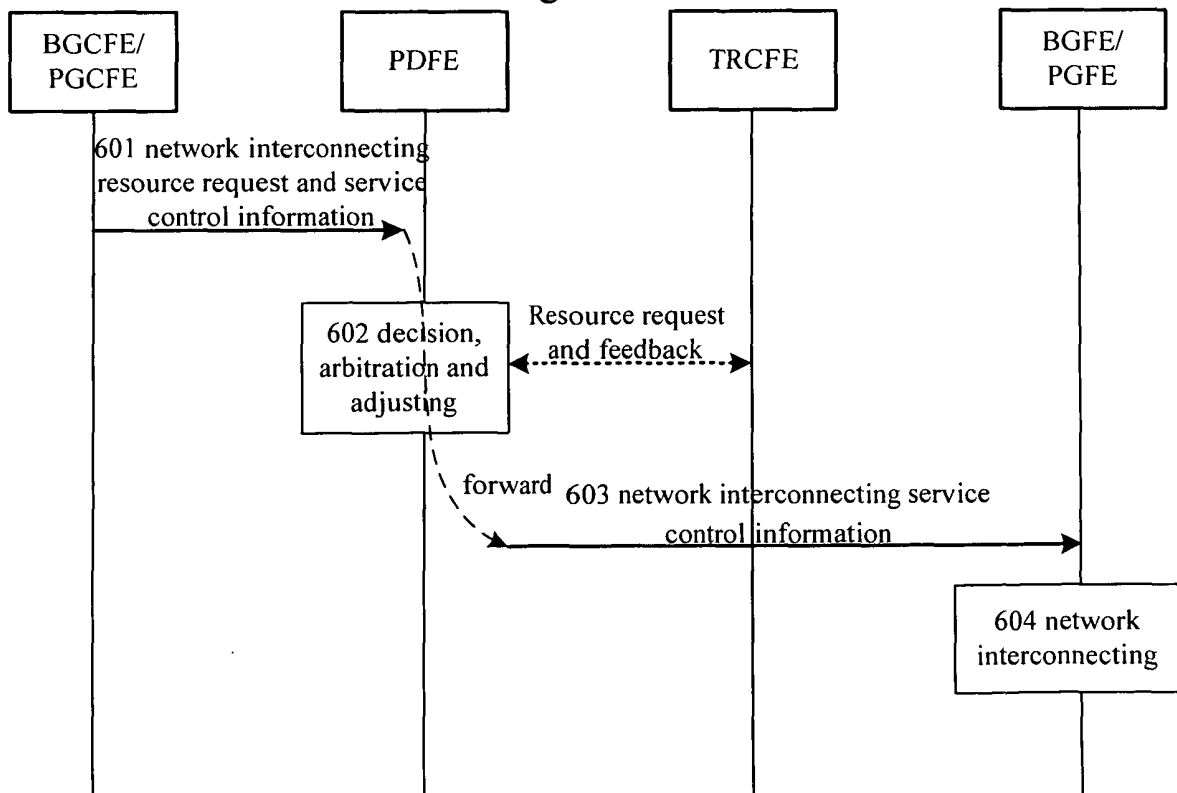 BGCFE/
PGCFE
PDFE
TRCFE
BGFE/
PGFE
601 network interconnecting
resource request and service
control information
602 decision,
arbitration and
adjusting
Resource request
and feedback
forward
603 network interconnecting service
control information
604 network
interconnecting